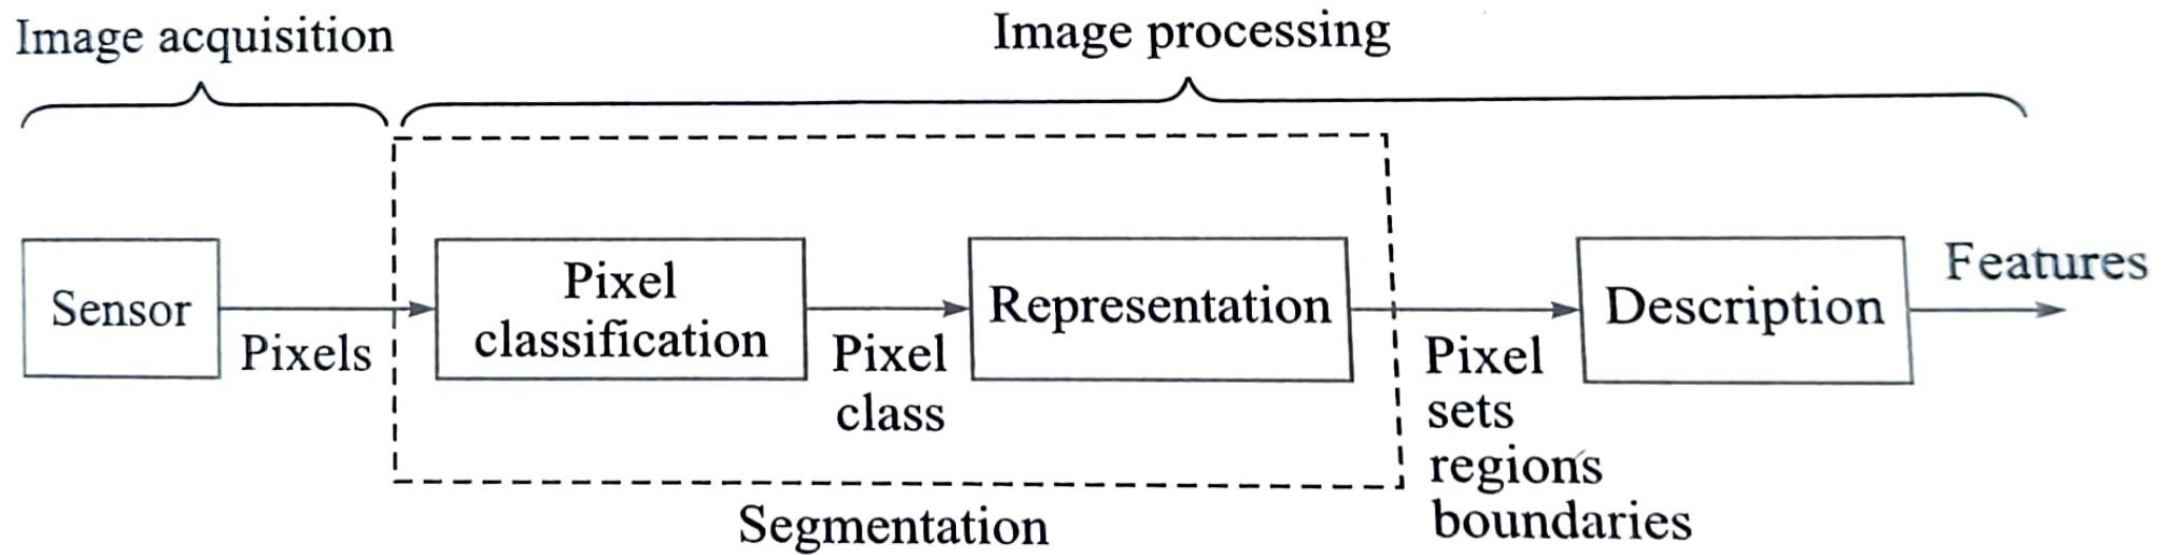 Image acquisition
Image processing
Sensor
Pixels
Pixel
classification
Pixel
class
Representation
Pixel
sets
regions
boundaries
Description
Features
Segmentation